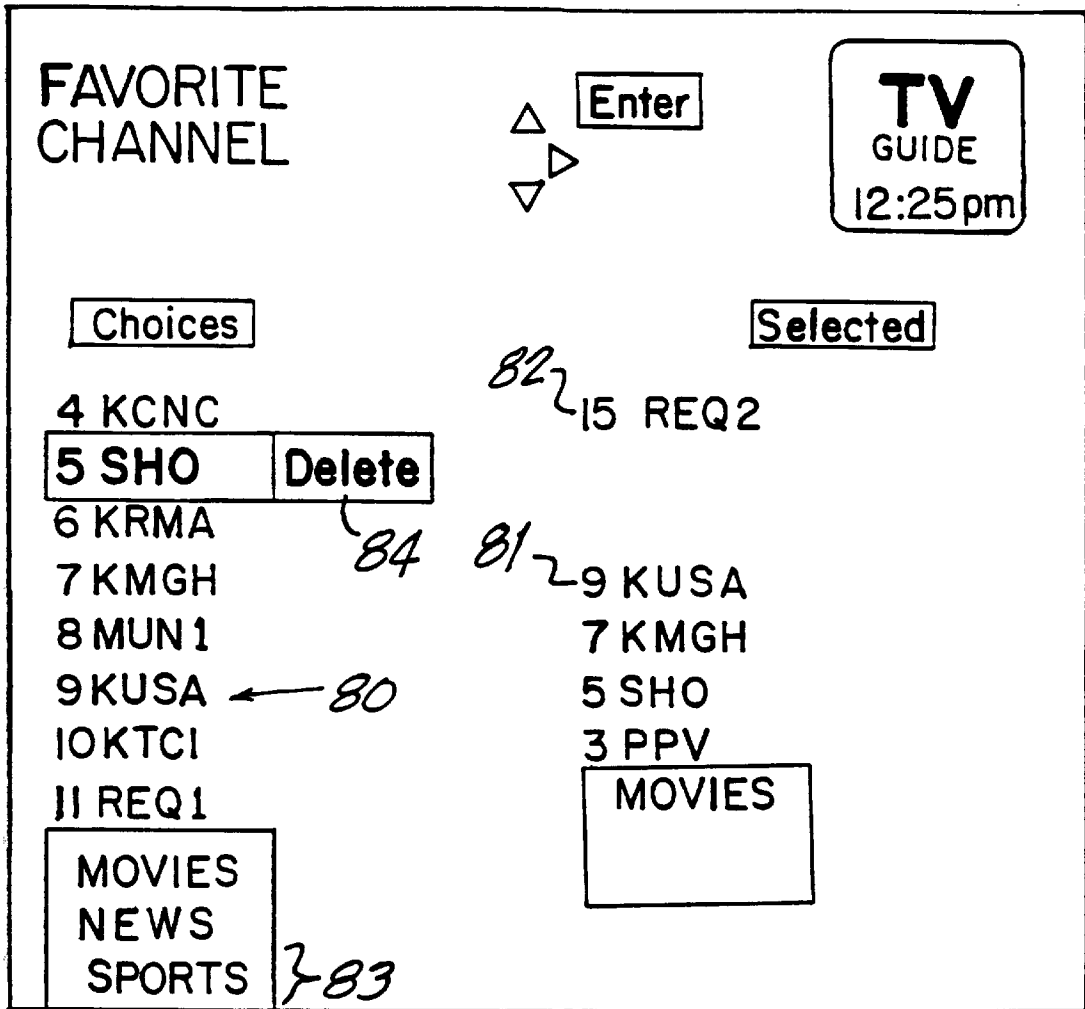 FAVORITE
CHANNEL
Enter
TV
GUIDE
12:25pm
Choices
Selected
4 KCNC
5 SHO Delete
6 KRMA
84
7 KMGH
8 MUN1
9 KUSA 80
10 KTCI
11 REQ1
MOVIES
NEWS
SPORTS 83
82
15 REQ2
81
9 KUSA
7 KMGH
5 SHO
3 PPV
MOVIES